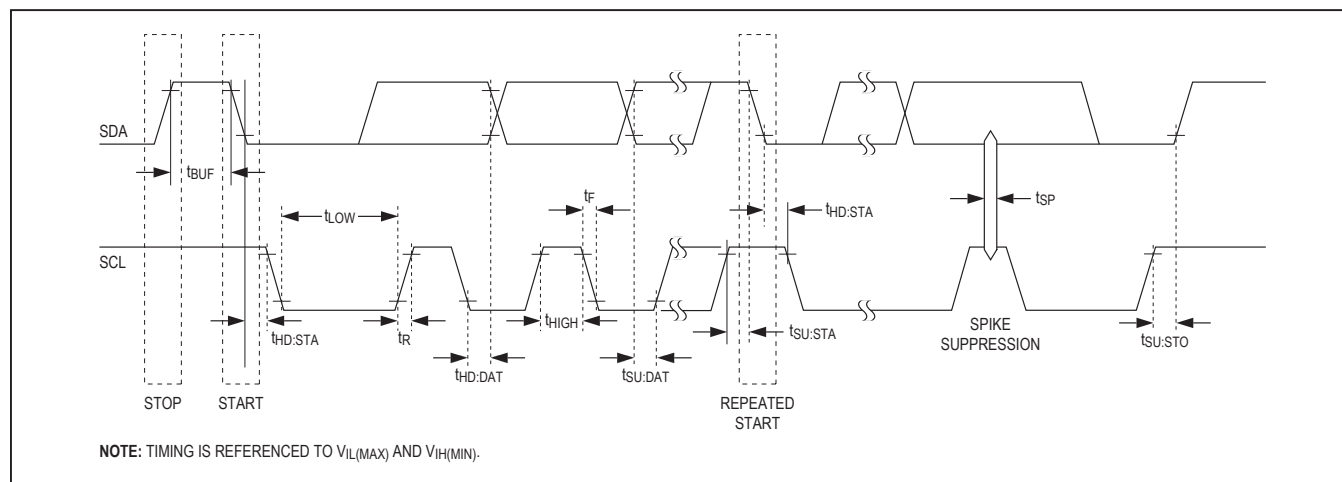 SDA
tBUF
tLOW
tF
tHD:STA
tSP
SCL
tHD:STA
tR
tHD:DAT
tHIGH
tSU:DAT
tSU:STA
SPIKE
SUPPRESSION
tSU:STO
STOP
START
REPEATED
START
NOTE: TIMING IS REFERENCED TO VIL(MAX) AND VIH(MIN).